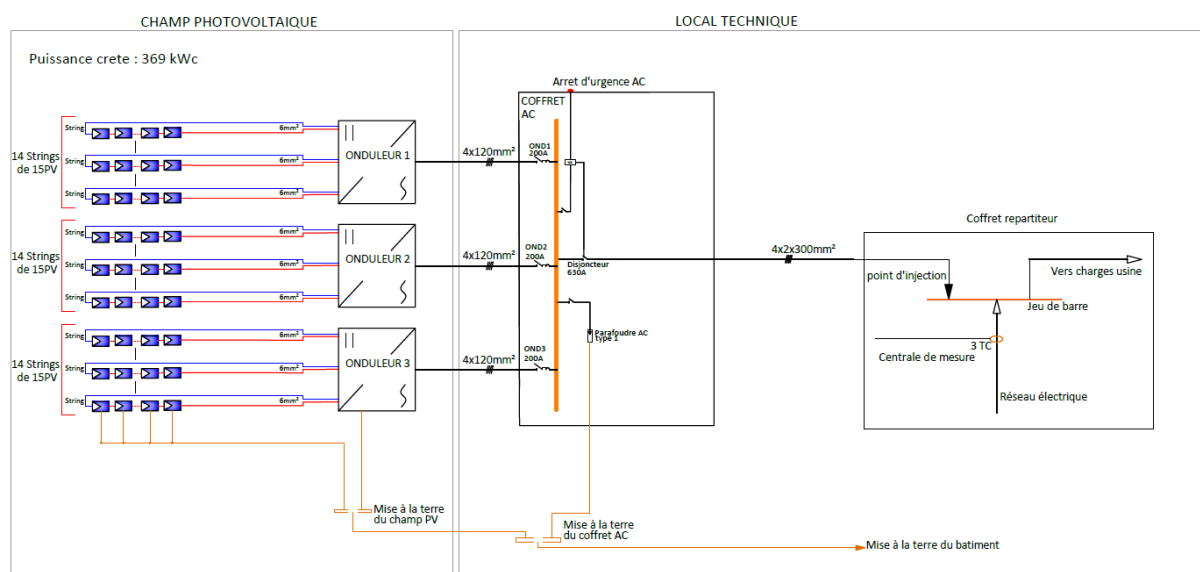 CHAMP PHOTOVOLTAIQUE
LOCAL TECHNIQUE
Puissance crete : 369 kWc
Arret d'urgence AC
COFFRET
AC
String
6mm²
14 Strings
de 15PV
String
6mm²
String
6mm²
ONDULEUR 1
4x120mm²
OND1
200A
String
6mm²
14 Strings
de 15PV
String
6mm²
String
6mm²
ONDULEUR 2
4x120mm²
OND2
200A
Disjoncteur
630A
4x2x300mm²
String
6mm²
14 Strings
de 15PV
String
6mm²
String
6mm²
ONDULEUR 3
4x120mm²
OND3
200A
Parafoudre AC
type 1
Coffret repartiteur
point d'injection
Vers charges usine
Jeu de barre
3 TC
Centrale de mesure
Réseau électrique
Mise à la terre
du champ PV
Mise à la terre
du coffret AC
Mise à la terre du batiment